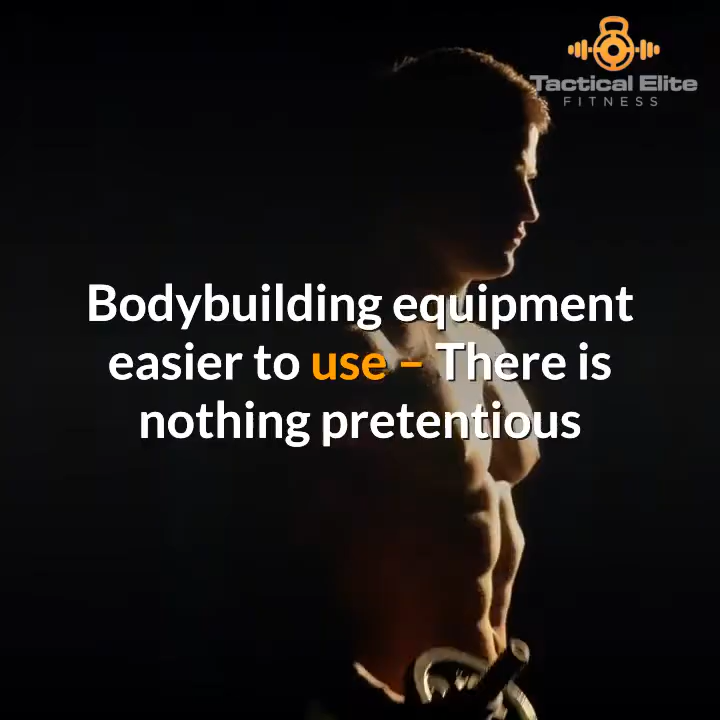 Tactical Elite
FITNESS
Bodybuilding equipment
easier to use – There is
nothing pretentious